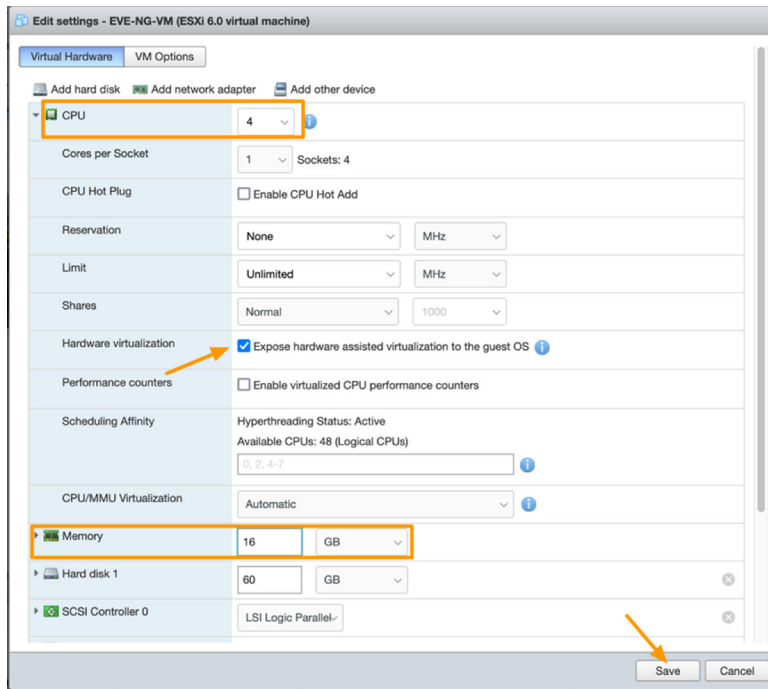 Edit settings - EVE-NG-VM (ESXi 6.0 virtual machine)
Virtual Hardware VM Options
Add hard disk Add network adapter Add other device
CPU 4
Cores per Socket 1 Sockets: 4
CPU Hot Plug Enable CPU Hot Add
Reservation None MHz
Limit Unlimited MHz
Shares Normal 1000
Hardware virtualization Expose hardware assisted virtualization to the guest OS
Performance counters Enable virtualized CPU performance counters
Scheduling Affinity Hyperthreading Status: Active
Available CPUs: 48 (Logical CPUs)
0, 2, 4-7
CPU/MMU Virtualization Automatic
Memory 16 GB
Hard disk 1 60 GB
SCSI Controller 0 LSI Logic Parallel
Save Cancel